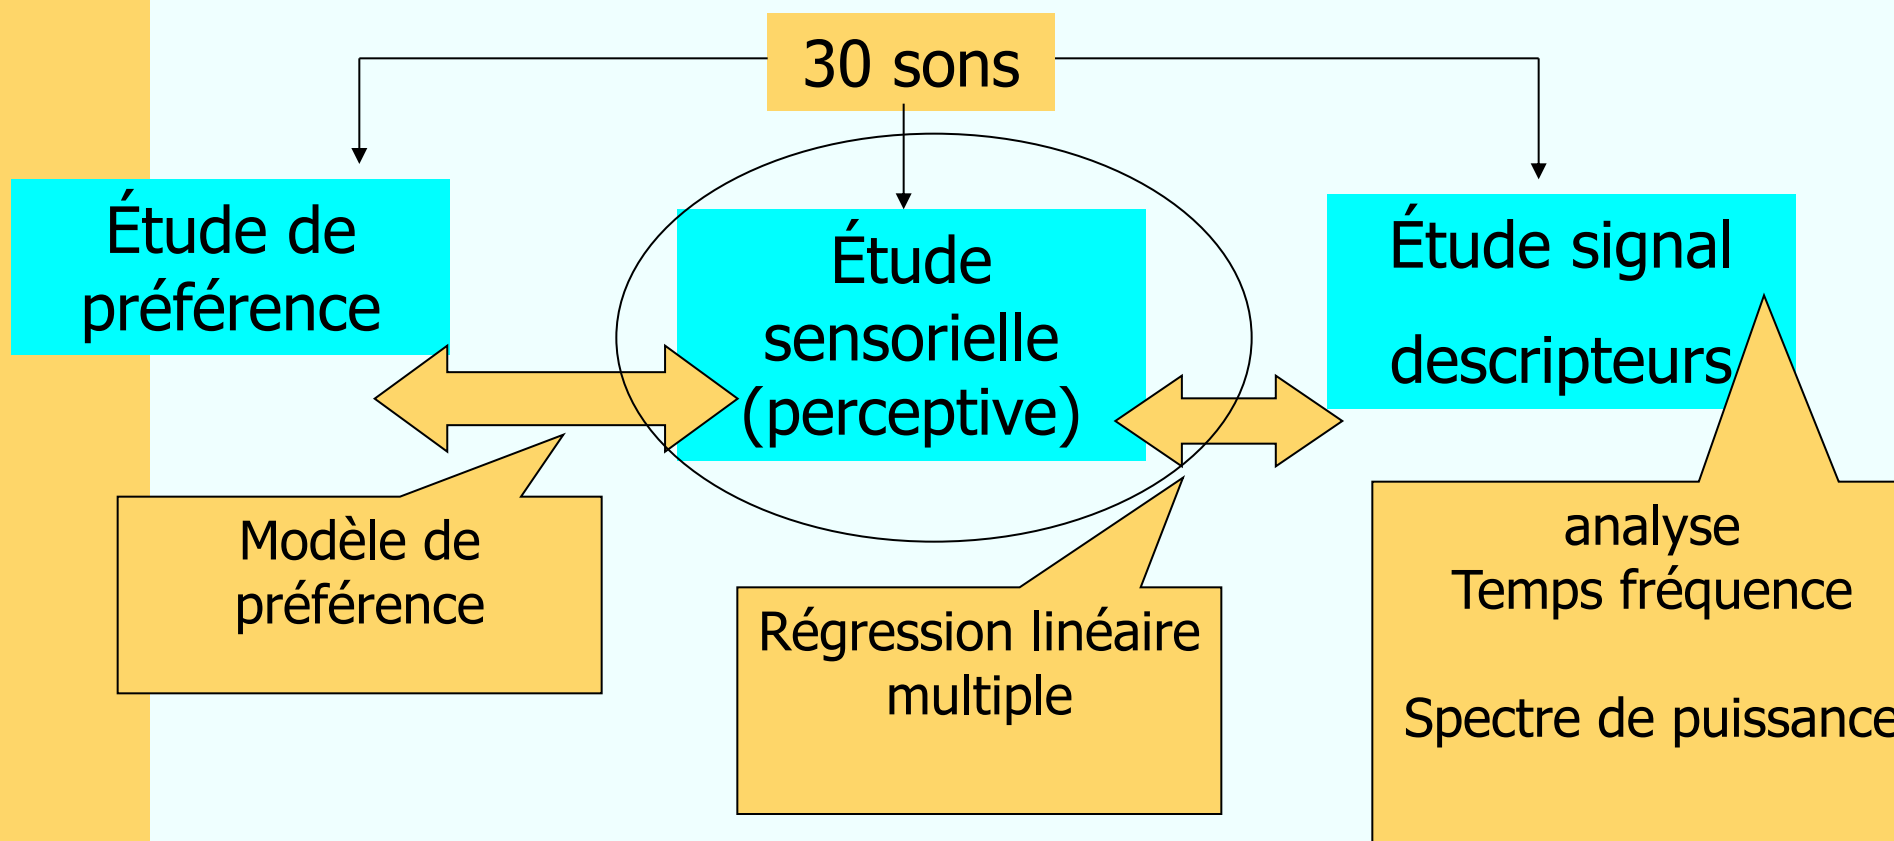 30 sons
Étude de
préférence
Étude
sensorielle
(perceptive)
Étude signal
descripteurs
Modèle de
préférence
Régression linéaire
multiple
analyse
Temps fréquence
Spectre de puissance